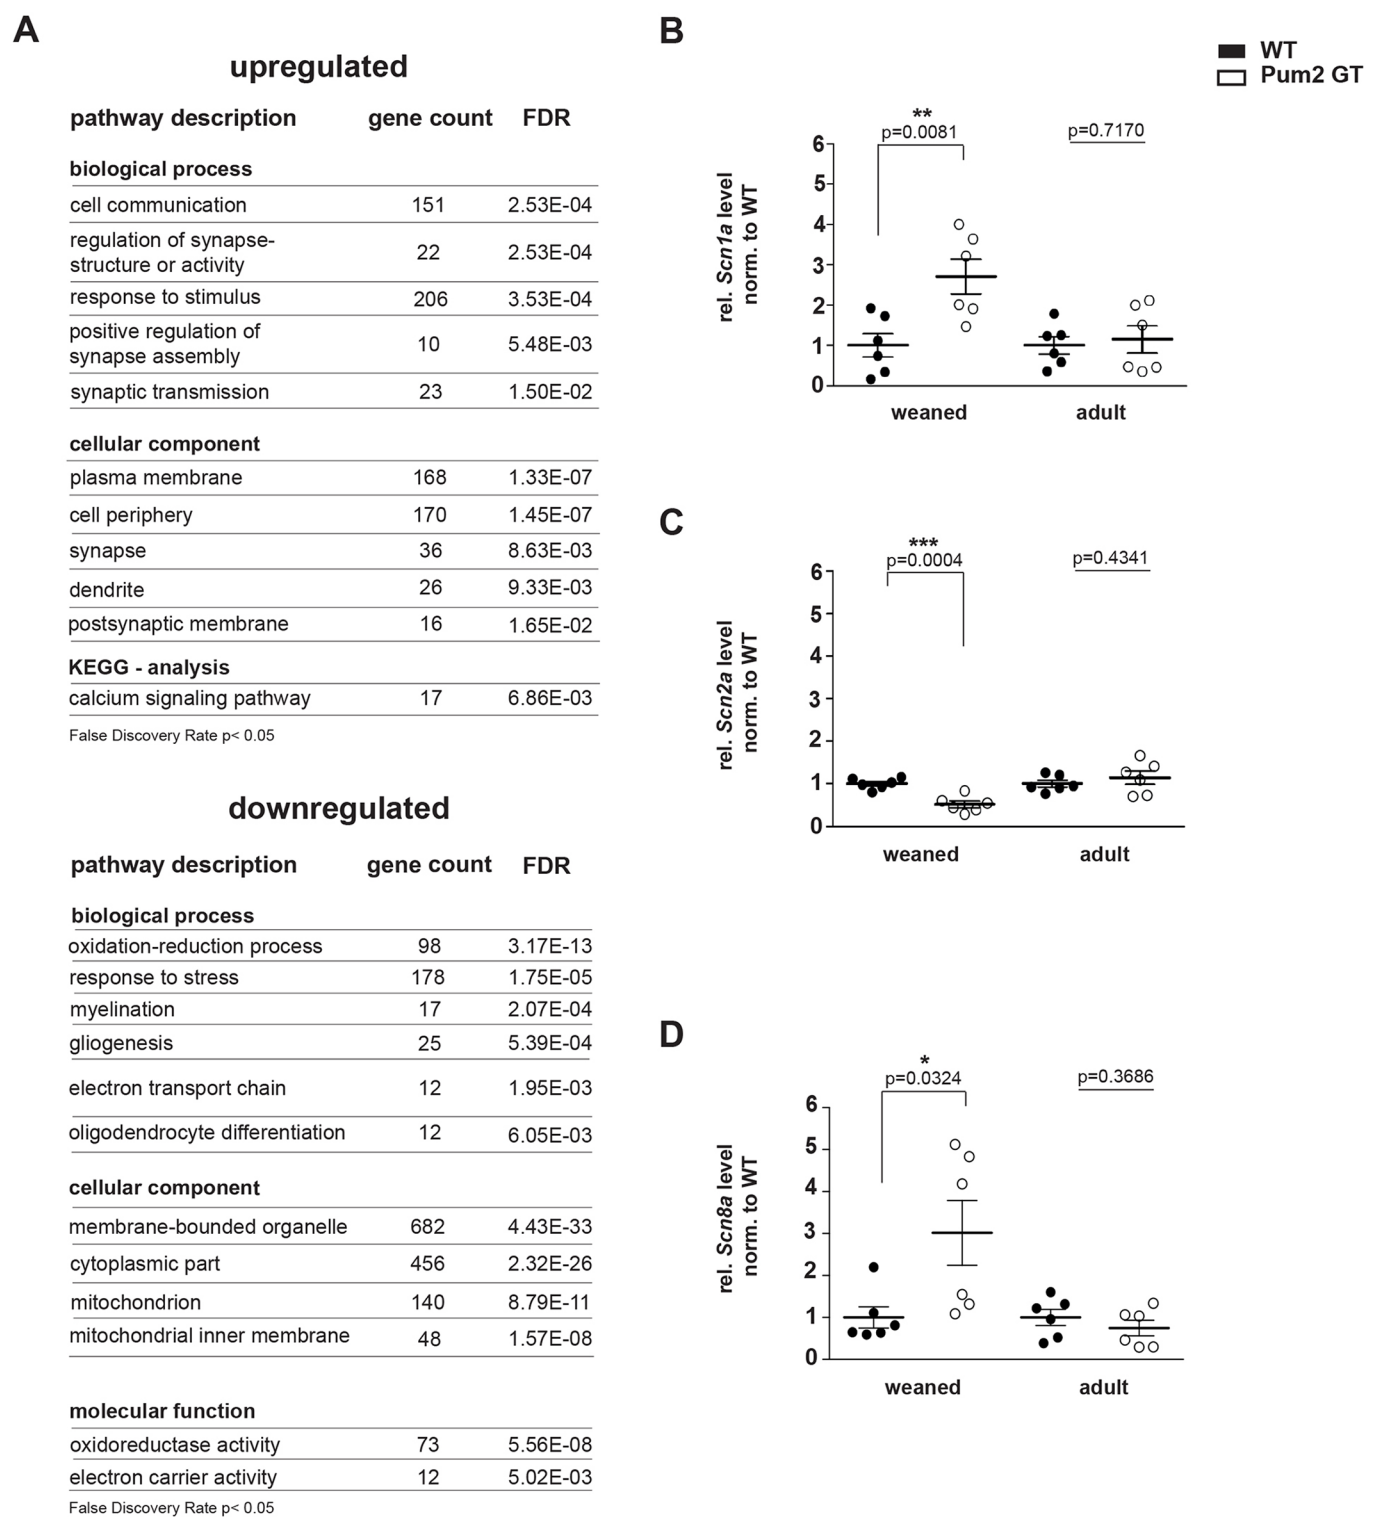 A
upregulated
pathway description gene count FDR
biological process
cell communication 151 2.53E-04
regulation of synapse-
structure or activity 22 2.53E-04
response to stimulus 206 3.53E-04
positive regulation of
synapse assembly 10 5.48E-03
synaptic transmission 23 1.50E-02
cellular component
plasma membrane 168 1.33E-07
cell periphery 170 1.45E-07
synapse 36 8.63E-03
dendrite 26 9.33E-03
postsynaptic membrane 16 1.65E-02
KEGG - analysis
calcium signaling pathway 17 6.86E-03
False Discovery Rate p< 0.05
downregulated
pathway description gene count FDR
biological process
oxidation-reduction process 98 3.17E-13
response to stress 178 1.75E-05
myelination 17 2.07E-04
gliogenesis 25 5.39E-04
electron transport chain 12 1.95E-03
oligodendrocyte differentiation 12 6.05E-03
cellular component
membrane-bounded organelle 682 4.43E-33
cytoplasmic part 456 2.32E-26
mitochondrion 140 8.79E-11
mitochondrial inner membrane 48 1.57E-08
molecular function
oxidoreductase activity 73 5.56E-08
electron carrier activity 12 5.02E-03
False Discovery Rate p< 0.05
B
WT
Pum2 GT
**
p=0.0081
p=0.7170
rel. Scn1a level
norm. to WT
6
5
4
3
2
1
0
weaned adult
C
***
p=0.0004
p=0.4341
rel. Scn2a level
norm. to WT
6
5
4
3
2
1
0
weaned adult
D
*
p=0.0324
p=0.3686
rel. Scn8a level
norm. to WT
6
5
4
3
2
1
0
weaned adult